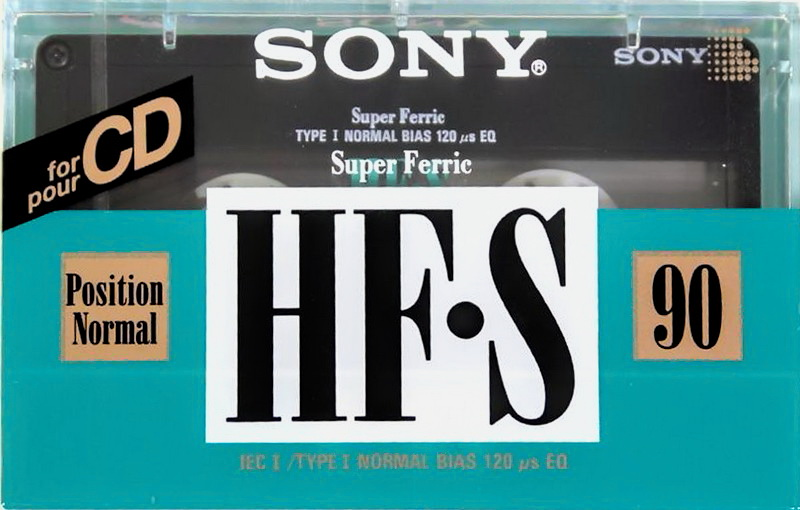 SONY®
SONY
for CD
pour
Super Ferric
TYPE I NORMAL BIAS 120 µs EQ
Super Ferric
HF·S
Position
Normal
90
IEC I /TYPE I NORMAL BIAS 120 µs EQ